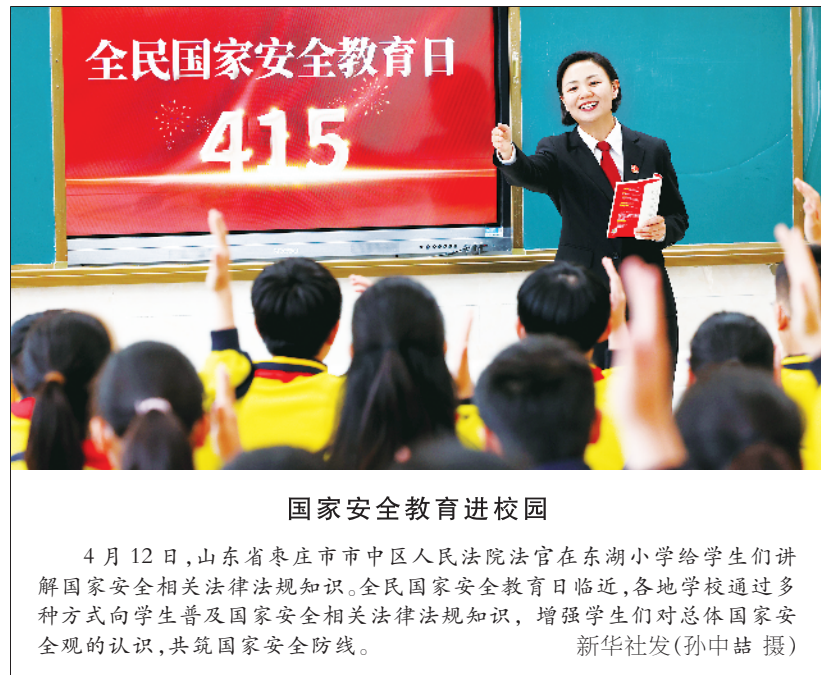 全民国家安全教育日
415
国家安全教育进校园
4月12日,山东省枣庄市市中区人民法院法官在东湖小学给学生们讲
解国家安全相关法律法规知识。全民国家安全教育日临近,各地学校通过多
种方式向学生普及国家安全相关法律法规知识，增强学生们对总体国家安
全观的认识,共筑国家安全防线。 新华社发(孙中喆 摄)